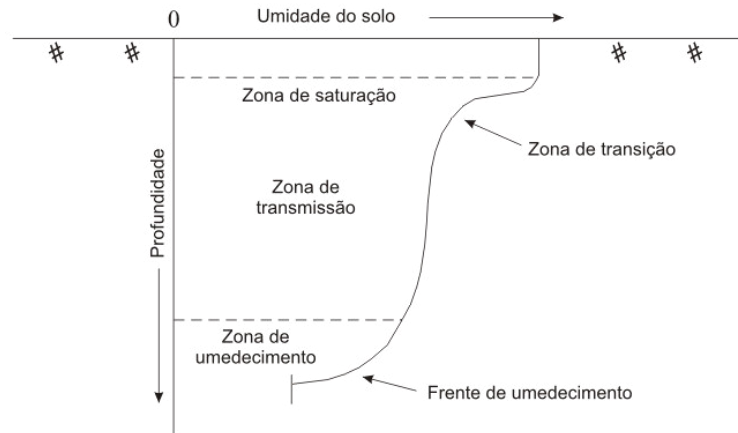 0
Umidade do solo
Zona de saturação
Zona de transição
Zona de
transmissão
Profundidade
Zona de
umedecimento
Frente de umedecimento